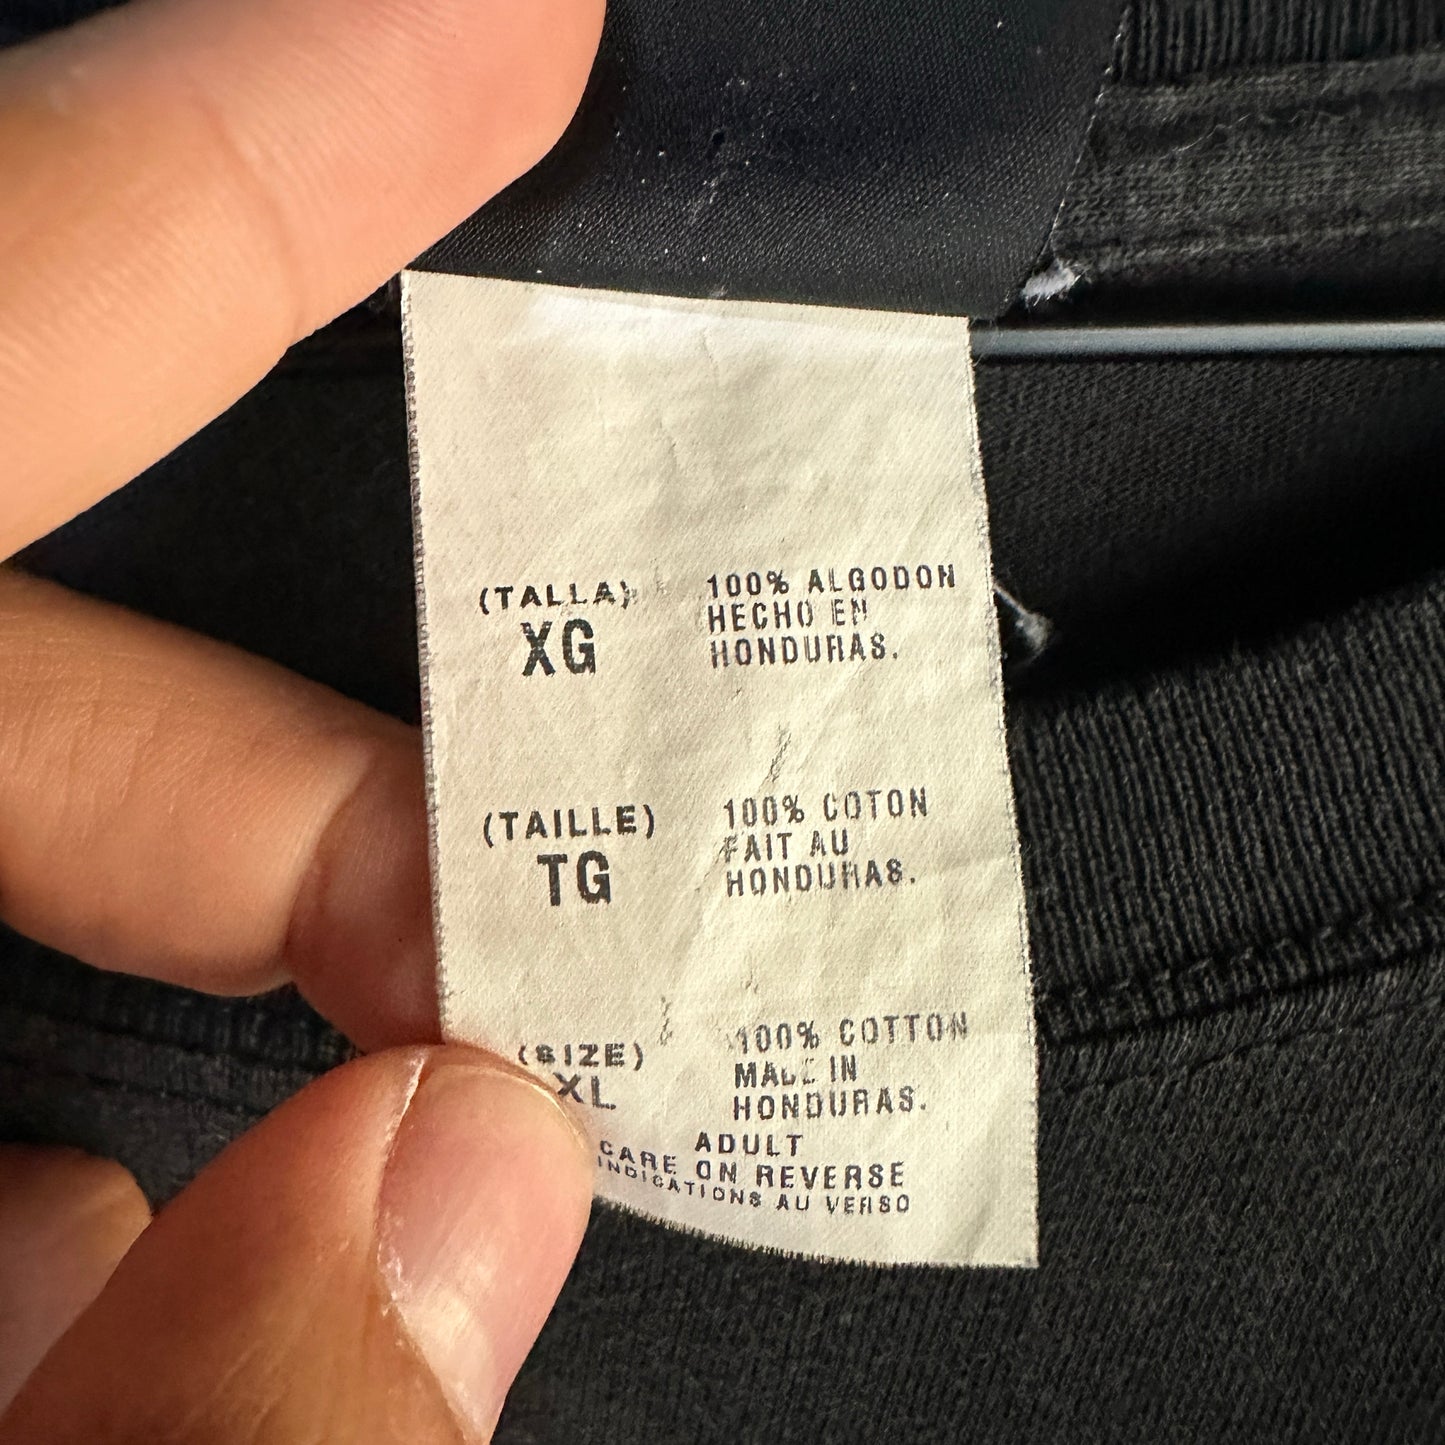 (TALLA) 100% ALGODON
XG HECHO EN
HONDURAS.
(TAILLE) 100% COTON
TG FAIT AU
HONDURAS.
(SIZE) 100% COTTON
XL MADE IN
HONDURAS.
ADULT
CARE ON REVERSE
INDICATIONS AU VERSO